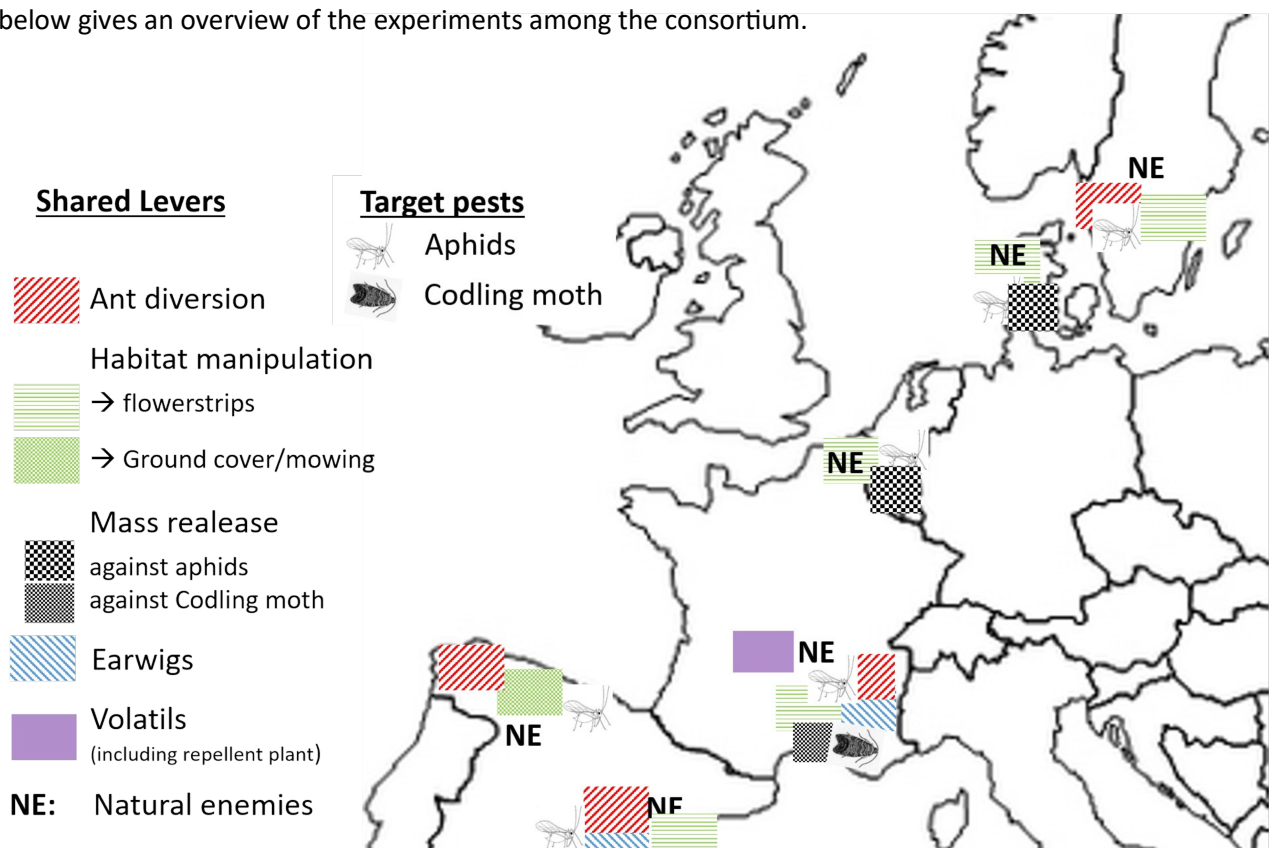 below gives an overview of the experiments among the consortium.
Shared Levers
Target pests
Aphids
Codling moth
Ant diversion
Habitat manipulation
→ flowerstrips
→ Ground cover/mowing
Mass realease
against aphids
against Codling moth
Earwigs
Volatils
(including repellent plant)
NE: Natural enemies
NE
NE
NE
NE
NE
NE